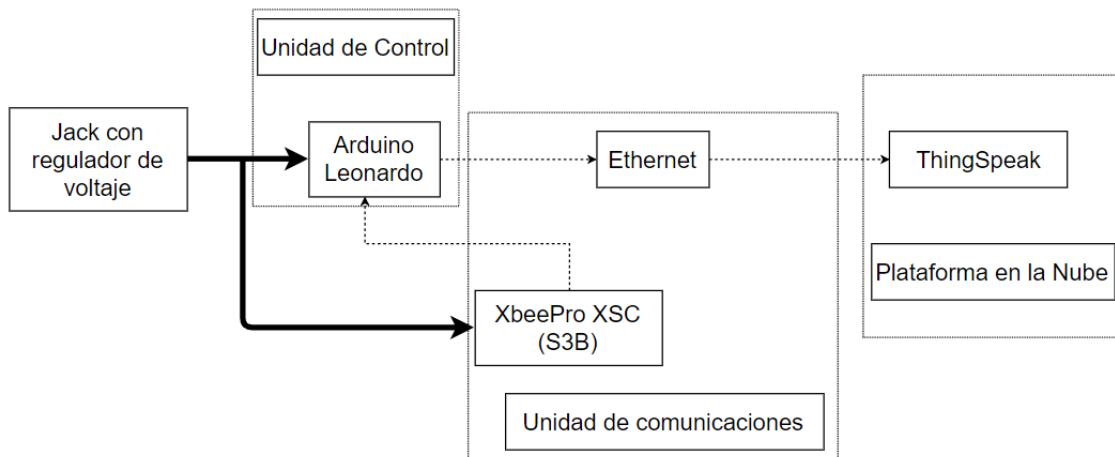 Unidad de Control
Jack con
regulador de
voltaje
Arduino
Leonardo
Ethernet
ThingSpeak
Plataforma en la Nube
XbeePro XSC
(S3B)
Unidad de comunicaciones